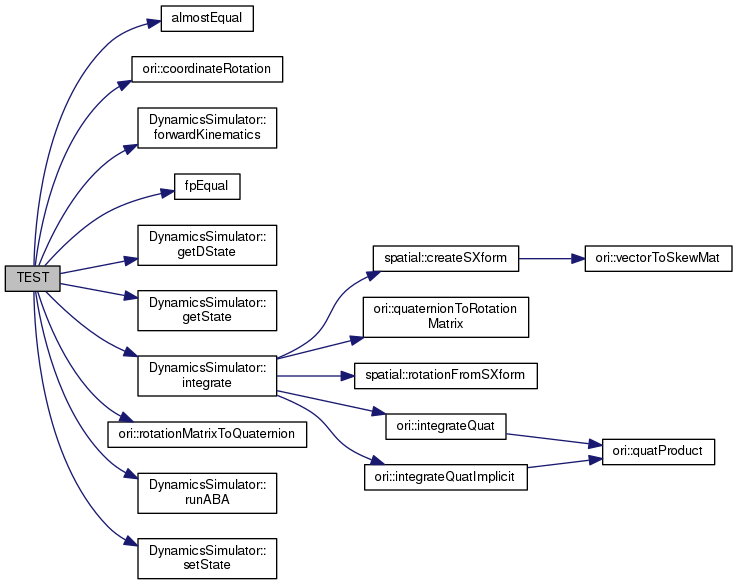 TEST
almostEqual
ori::coordinateRotation
DynamicsSimulator::
forwardKinematics
fpEqual
DynamicsSimulator::
getDState
DynamicsSimulator::
getState
DynamicsSimulator::
integrate
ori::rotationMatrixToQuaternion
DynamicsSimulator::
runABA
DynamicsSimulator::
setState
spatial::createSXform
ori::quaternionToRotation
Matrix
spatial::rotationFromSXform
ori::integrateQuat
ori::integrateQuatImplicit
ori::vectorToSkewMat
ori::quatProduct